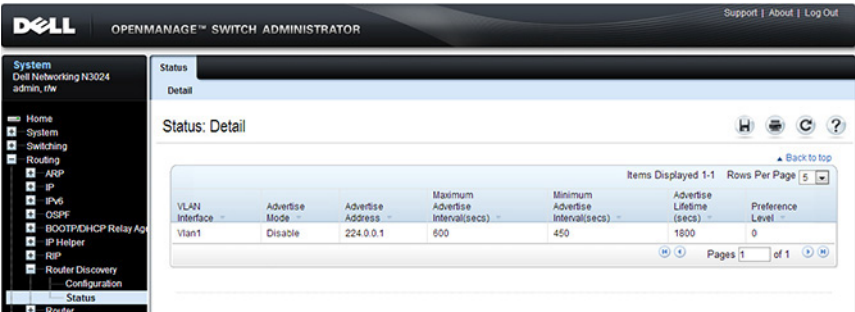 Support | About | Log Out
DELL OPENMANAGE™ SWITCH ADMINISTRATOR
System
Dell Networking N3024
admin, r/w
Home
System
Switching
Routing
ARP
IP
IPv6
OSPF
BOOTP/DHCP Relay Age
IP Helper
RIP
Router Discovery
Configuration
Status
Router
Status
Detail
Status: Detail
Back to top
Items Displayed 1-1 Rows Per Page 5
VLAN Interface Advertise Mode Advertise Address Maximum Advertise Interval(secs) Minimum Advertise Interval(secs) Advertise Lifetime (secs) Preference Level
Vlan1 Disable 224.0.0.1 600 450 1800 0
Pages 1 of 1